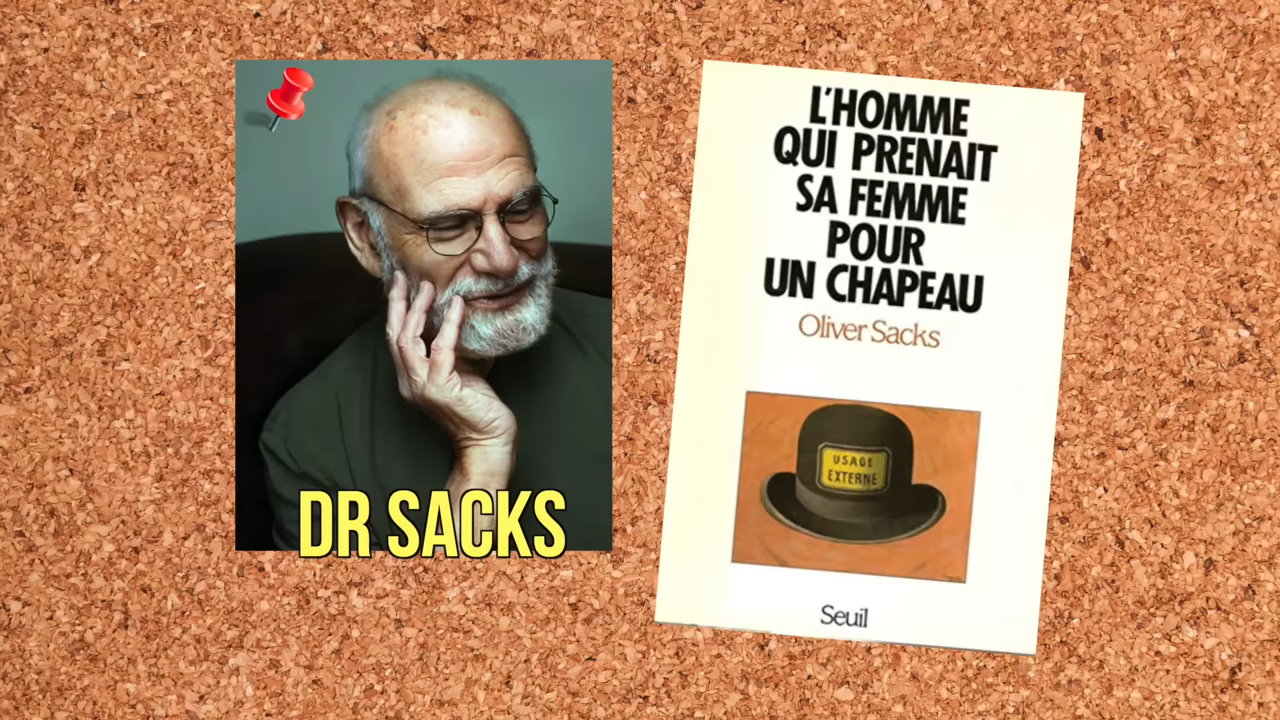 DR SACKS
L'HOMME
QUI PRENAIT
SA FEMME
POUR
UN CHAPEAU
Oliver Sacks
USAGE
EXTERNE
Seuil